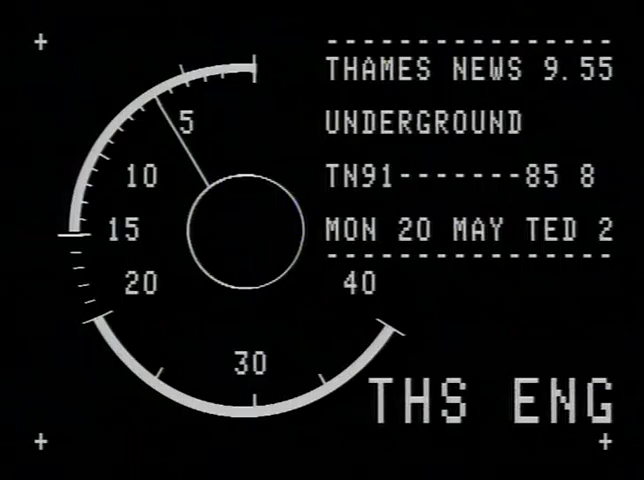 THAMES NEWS 9.55
UNDERGROUND
TN91-------85 8
MON 20 MAY TED 2
5
10
15
20
40
30
THS ENG